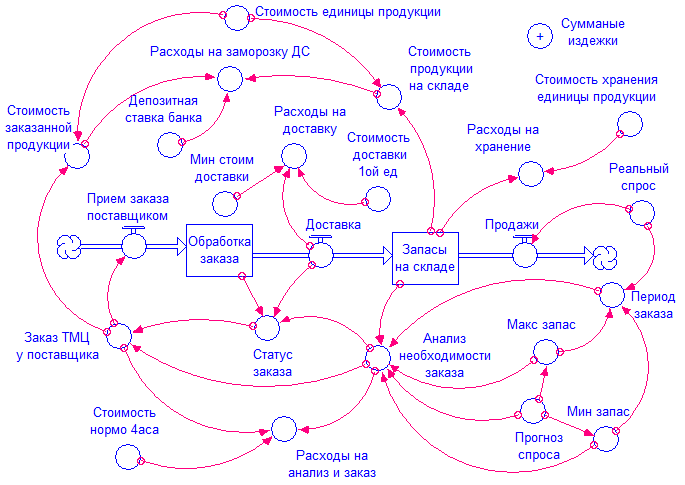 Стоимость единицы продукции
Сумманые
издежки
Расходы на заморозку ДС
Стоимость
продукции
на складе
Стоимость хранения
единицы продукции
Стоимость
заказанной
продукции
Депозитная
ставка банка
Расходы на
доставку
Стоимость
доставки
1ой ед
Расходы на
хранение
Мин стоим
доставки
Реальный
спрос
Прием заказа
поставщиком
Обработка
заказа
Доставка
Запасы
на складе
Продажи
Период
заказа
Заказ ТМЦ
у поставщика
Статус
заказа
Анализ
необходимости
заказа
Макс запас
Стоимость
нормо 4аса
Расходы на
анализ и заказ
Прогноз
спроса
Мин запас